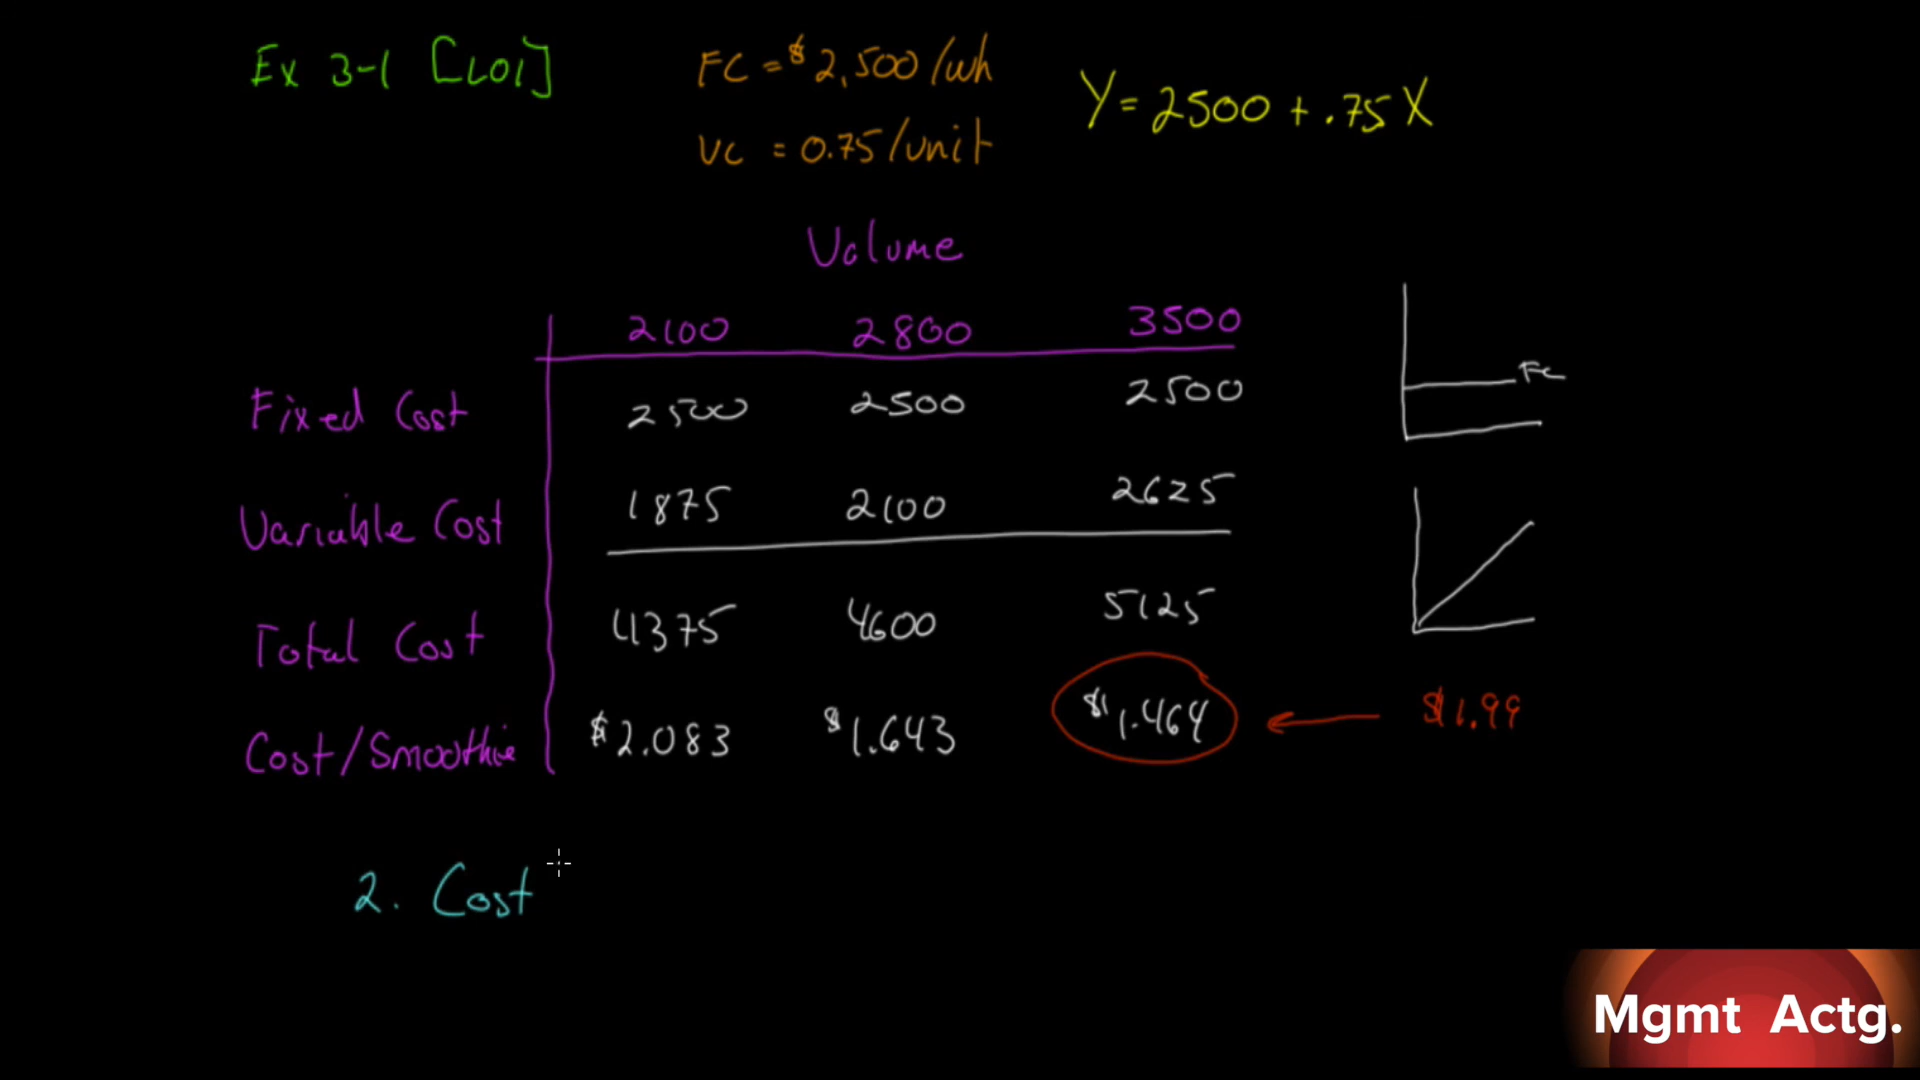 Ex 3-1 [LO1]
FC = $2,500/wk
VC = 0.75/unit
Y = 2500 + .75X
Volume
2100 2800 3500
Fixed Cost 2500 2500 2500
FC
Variable Cost 1875 2100 2625
Total Cost 4375 4600 5125
Cost/Smoothie $2.083 $1.643 $1.464 $1.99
2. Cost
Mgmt Actg.